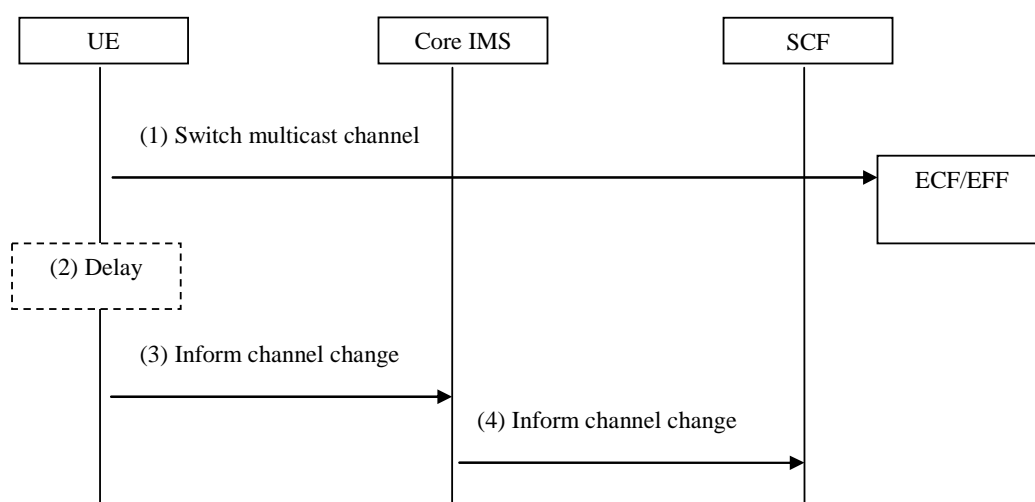 UE
Core IMS
SCF
(1) Switch multicast channel
ECF/EFF
(2) Delay
(3) Inform channel change
(4) Inform channel change